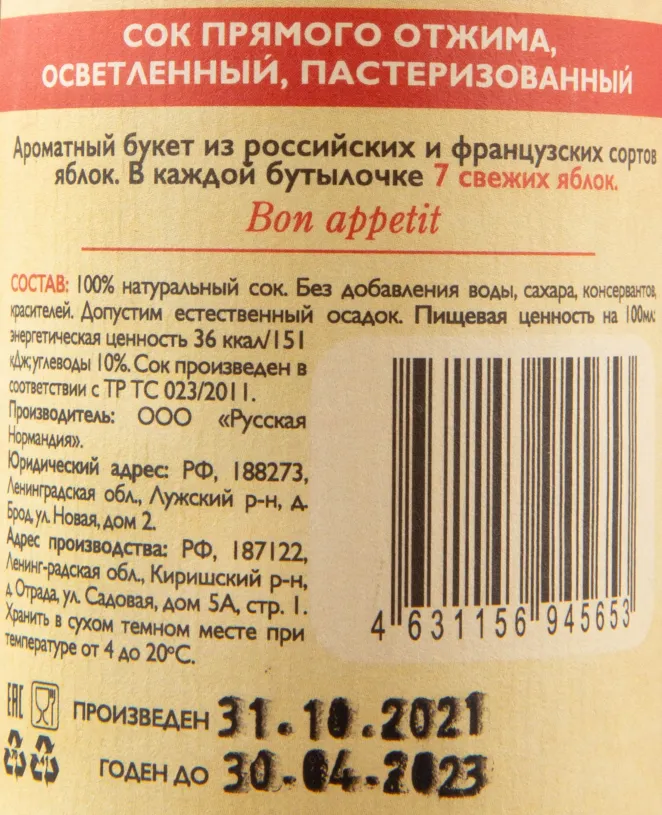 СОК ПРЯМОГО ОТЖИМА,
ОСВЕТЛЕННЫЙ, ПАСТЕРИЗОВАННЫЙ
Ароматный букет из российских и французских сортов
яблок. В каждой бутылочке 7 свежих яблок.
Bon appetit
СОСТАВ: 100% натуральный сок. Без добавления воды, сахара, консервантов,
красителей. Допустим естественный осадок. Пищевая ценность на 100мл:
энергетическая ценность 36 ккал/151
кДж; углеводы 10%. Сок произведен в
соответствии с ТР ТС 023/2011.
Производитель: ООО «Русская
Нормандия».
Юридический адрес: РФ, 188273,
Ленинградская обл., Лужский р-н, д.
Брод, ул. Новая, дом 2.
Адрес производства: РФ, 187122,
Ленинг-радская обл., Киришский р-н,
д. Отрада, ул. Садовая, дом 5А, стр. 1.
Хранить в сухом темном месте при
температуре от 4 до 20°С.
4 631156 945653
EAC ПРОИЗВЕДЕН 31.10.2021
ГОДЕН ДО 30.04.2023